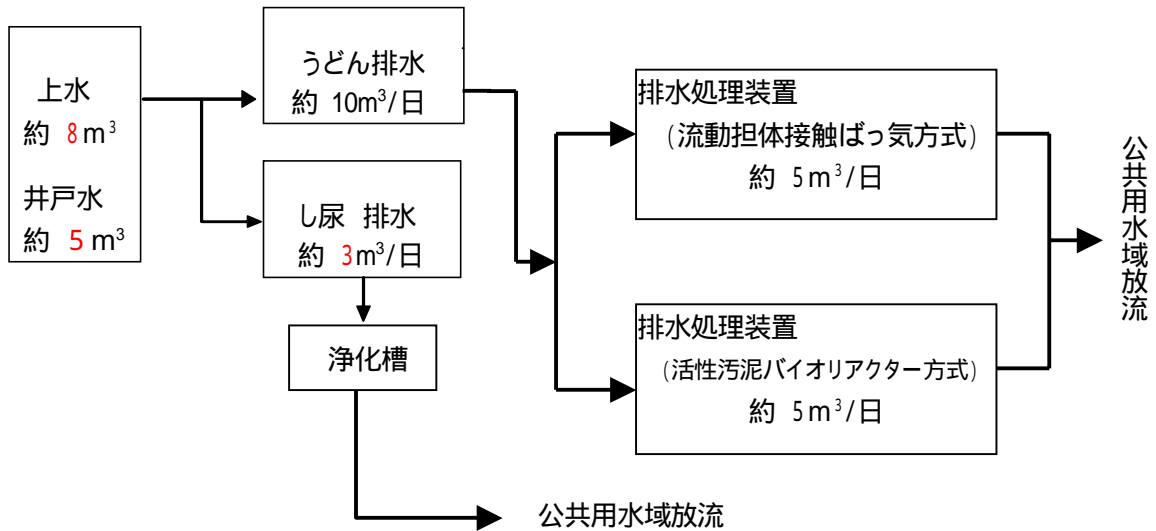 上水
約 8m³
井戸水
約 5m³
うどん排水
約 10m³/日
し尿 排水
約 3m³/日
浄化槽
公共用水域放流
排水処理装置
(流動担体接触ばっ気方式)
約 5m³/日
排水処理装置
(活性汚泥バイオリアクター方式)
約 5m³/日
公共用水域放流